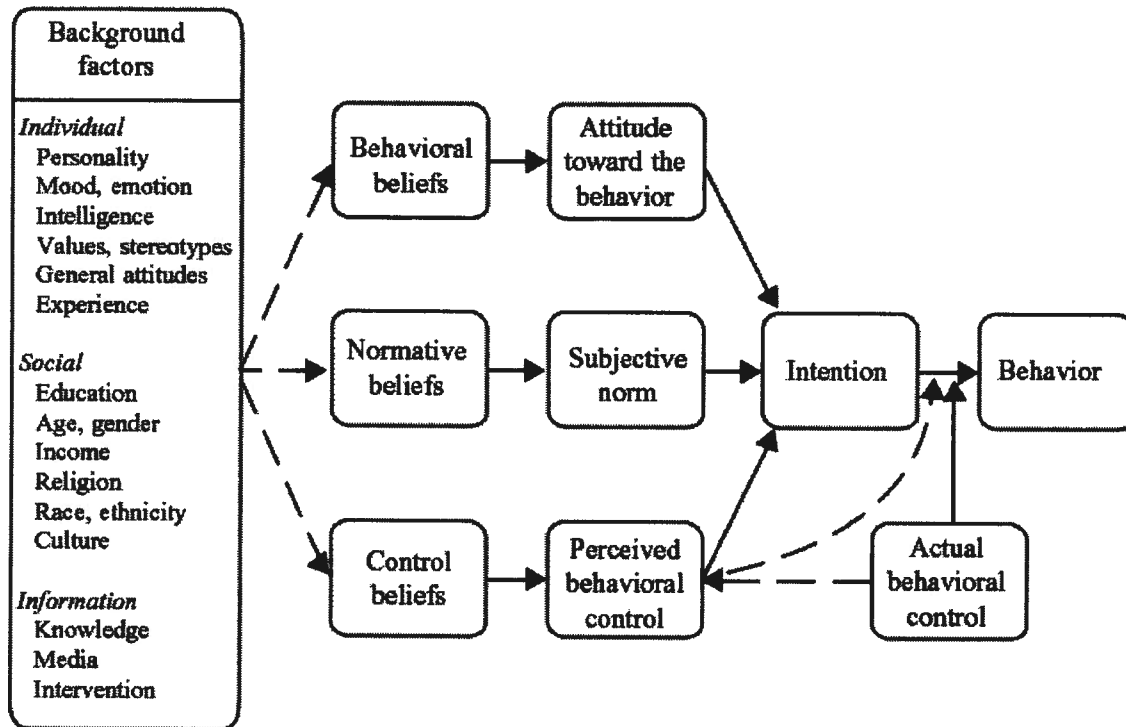 Background
factors
Individual
Personality
Mood, emotion
Intelligence
Values, stereotypes
General attitudes
Experience
Social
Education
Age, gender
Income
Religion
Race, ethnicity
Culture
Information
Knowledge
Media
Intervention
Behavioral
beliefs
Attitude
toward the
behavior
Normative
beliefs
Subjective
norm
Intention
Behavior
Control
beliefs
Perceived
behavioral
control
Actual
behavioral
control